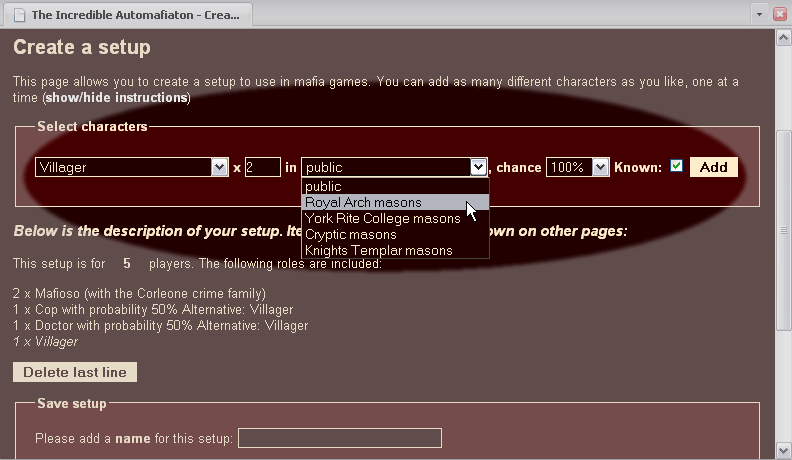 The Incredible Automafiaton - Crea...
Create a setup
This page allows you to create a setup to use in mafia games. You can add as many different characters as you like, one at a
time (show/hide instructions)
Select characters
Villager x 2 in public , chance 100% Known: Add
public
Royal Arch masons
York Rite College masons
Cryptic masons
Knights Templar masons
Below is the description of your setup. Ite own on other pages:
This setup is for 5 players. The following roles are included:
2 x Mafioso (with the Corleone crime family)
1 x Cop with probability 50% Alternative: Villager
1 x Doctor with probability 50% Alternative: Villager
1 x Villager
Delete last line
Save setup
Please add a name for this setup: